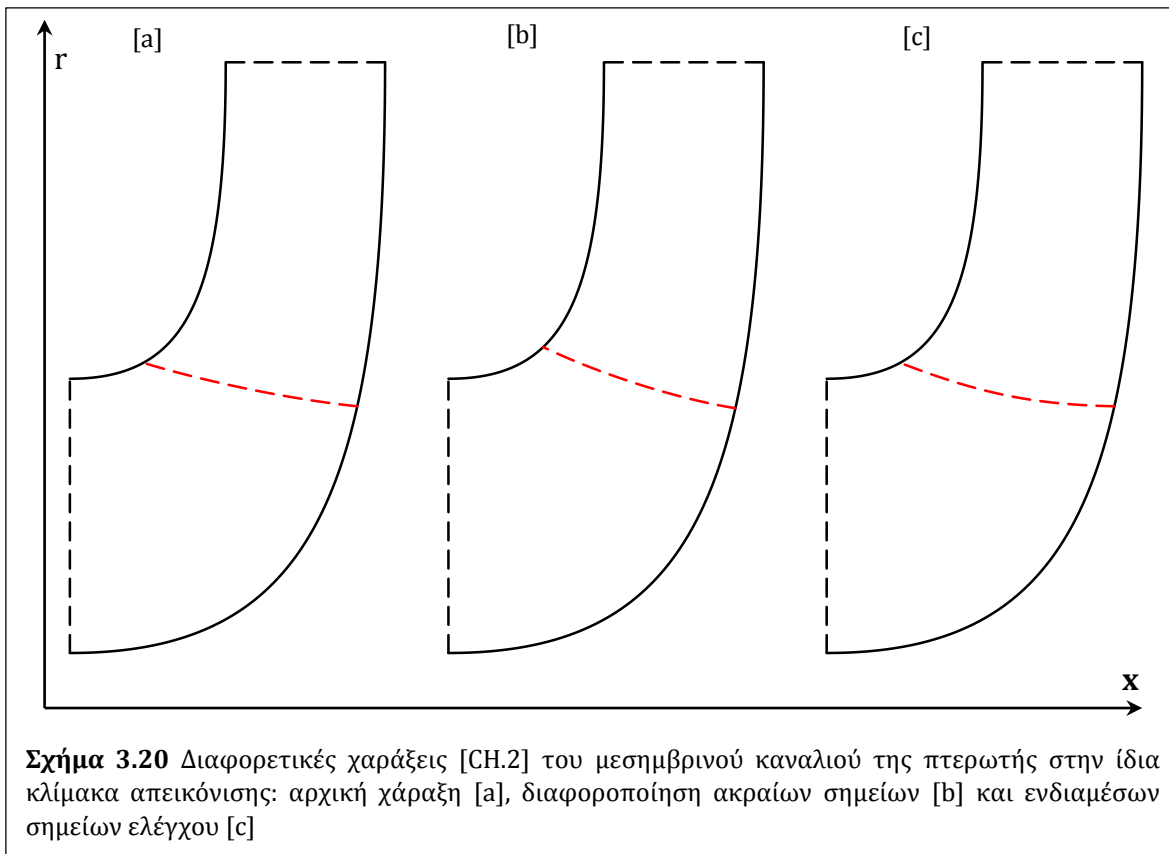 [a]
[b]
[c]
r
x
Σχήμα 3.20 Διαφορετικές χαράξεις [CH.2] του μεσημβρινού καναλιού της πτερωτής στην ίδια
κλίμακα απεικόνισης: αρχική χάραξη [a], διαφοροποίηση ακραίων σημείων [b] και ενδιαμέσων
σημείων ελέγχου [c]